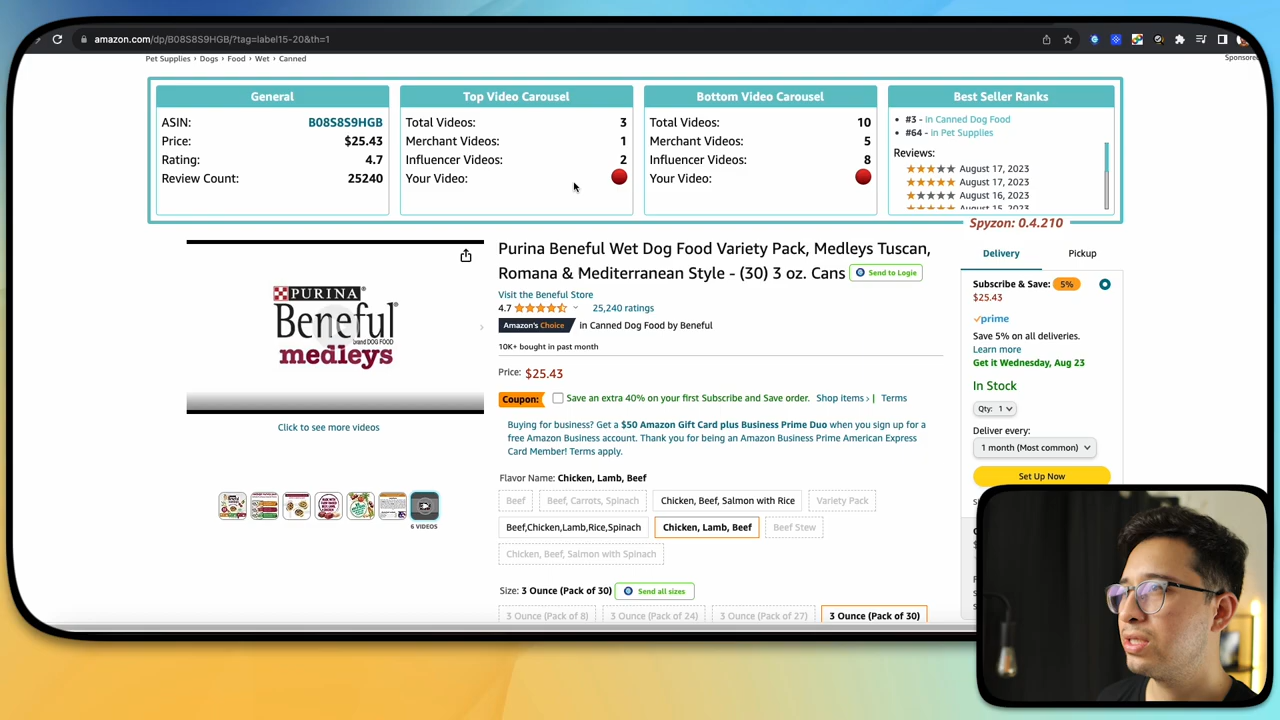 amazon.com/dp/B08S8S9HGB/?tag=label15-20&th=1
Pet Supplies › Dogs › Food › Wet › Canned
General
ASIN: B08S8S9HGB
Price: $25.43
Rating: 4.7
Review Count: 25240
Top Video Carousel
Total Videos: 3
Merchant Videos: 1
Influencer Videos: 2
Your Video:
Bottom Video Carousel
Total Videos: 10
Merchant Videos: 5
Influencer Videos: 8
Your Video:
Best Seller Ranks
#3 - in Canned Dog Food
#64 - in Pet Supplies
Reviews:
August 17, 2023
August 17, 2023
August 16, 2023
August 15, 2023
Spyzon: 0.4.210
PURINA
Beneful
brand DOG FOOD
medleys
Click to see more videos
6 VIDEOS
Purina Beneful Wet Dog Food Variety Pack, Medleys Tuscan,
Romana & Mediterranean Style - (30) 3 oz. Cans Send to Logie
Visit the Beneful Store
4.7 25,240 ratings
Amazon's Choice in Canned Dog Food by Beneful
10K+ bought in past month
Price: $25.43
Coupon: Save an extra 40% on your first Subscribe and Save order. Shop items › | Terms
Buying for business? Get a $50 Amazon Gift Card plus Business Prime Duo when you sign up for a
free Amazon Business account. Thank you for being an Amazon Business Prime American Express
Card Member! Terms apply.
Flavor Name: Chicken, Lamb, Beef
Beef Beef, Carrots, Spinach Chicken, Beef, Salmon with Rice Variety Pack
Beef,Chicken,Lamb,Rice,Spinach Chicken, Lamb, Beef Beef Stew
Chicken, Beef, Salmon with Spinach
Size: 3 Ounce (Pack of 30) Send all sizes
3 Ounce (Pack of 8) 3 Ounce (Pack of 24) 3 Ounce (Pack of 27) 3 Ounce (Pack of 30)
Delivery Pickup
Subscribe & Save: 5%
$25.43
prime
Save 5% on all deliveries.
Learn more
Get it Wednesday, Aug 23
In Stock
Qty: 1
Deliver every:
1 month (Most common)
Set Up Now